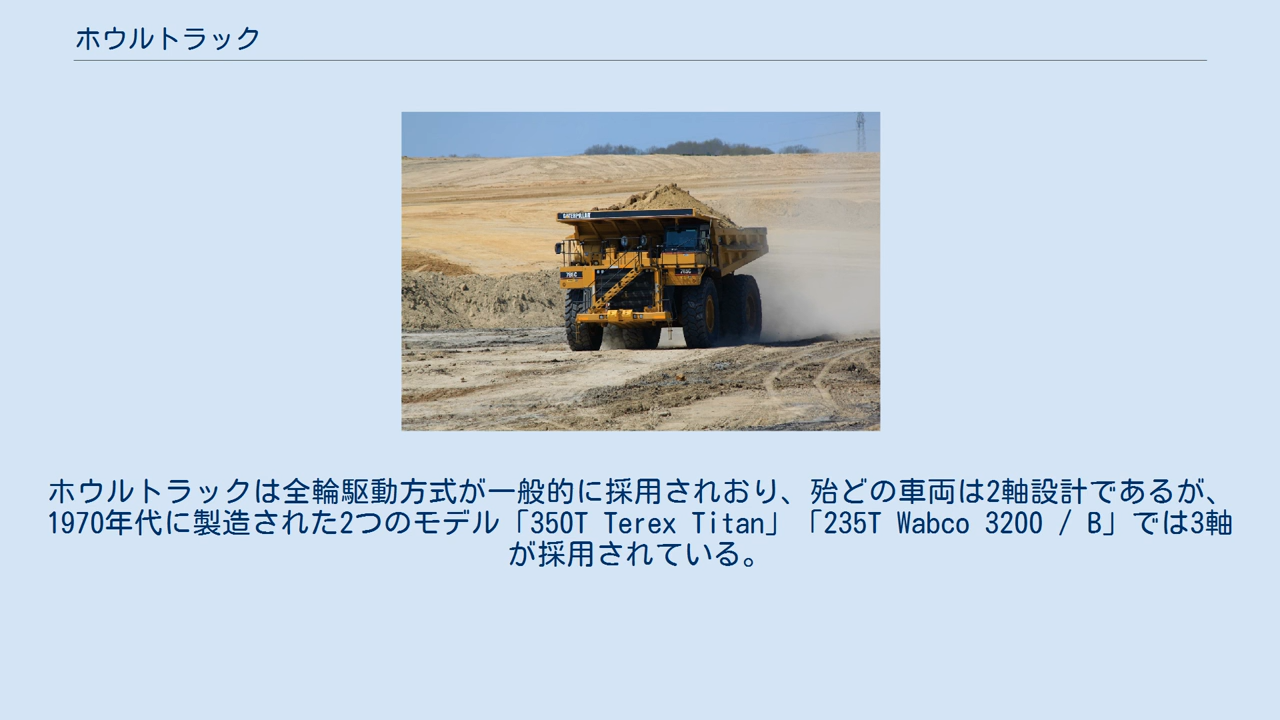 ホウルトラック
CATERPILLAR
ホウルトラックは全輪駆動方式が一般的に採用されおり、殆どの車両は2軸設計であるが、
1970年代に製造された2つのモデル「350T Terex Titan」「235T Wabco 3200 / B」では3軸
が採用されている。